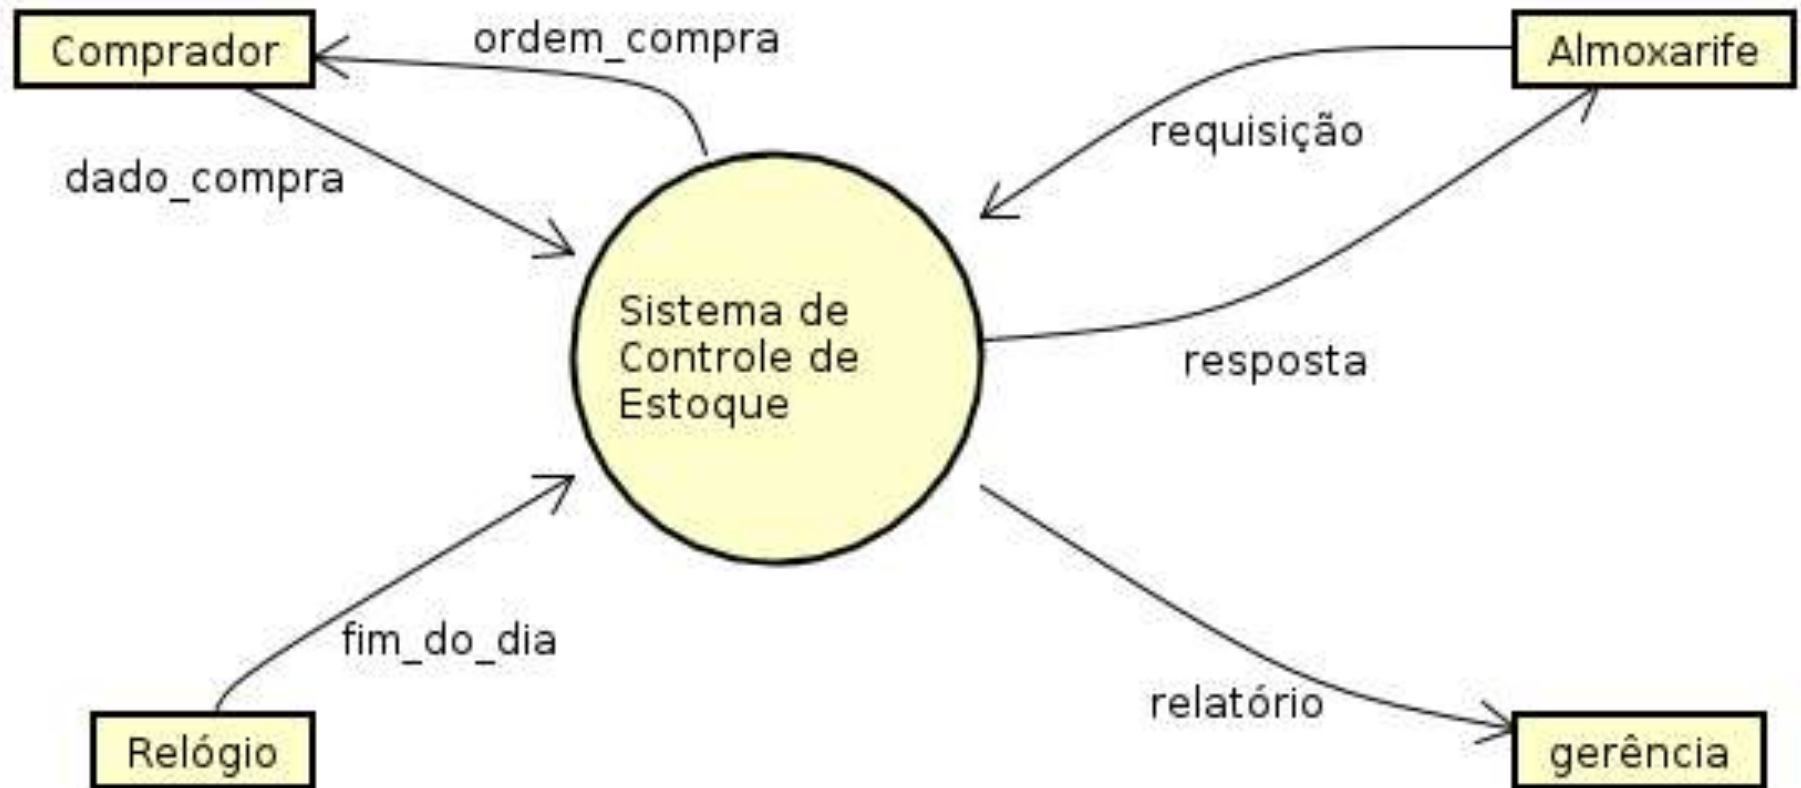 Comprador
ordem_compra
Almoxarife
requisição
dado_compra
Sistema de
Controle de
Estoque
resposta
fim_do_dia
relatório
Relógio
gerência